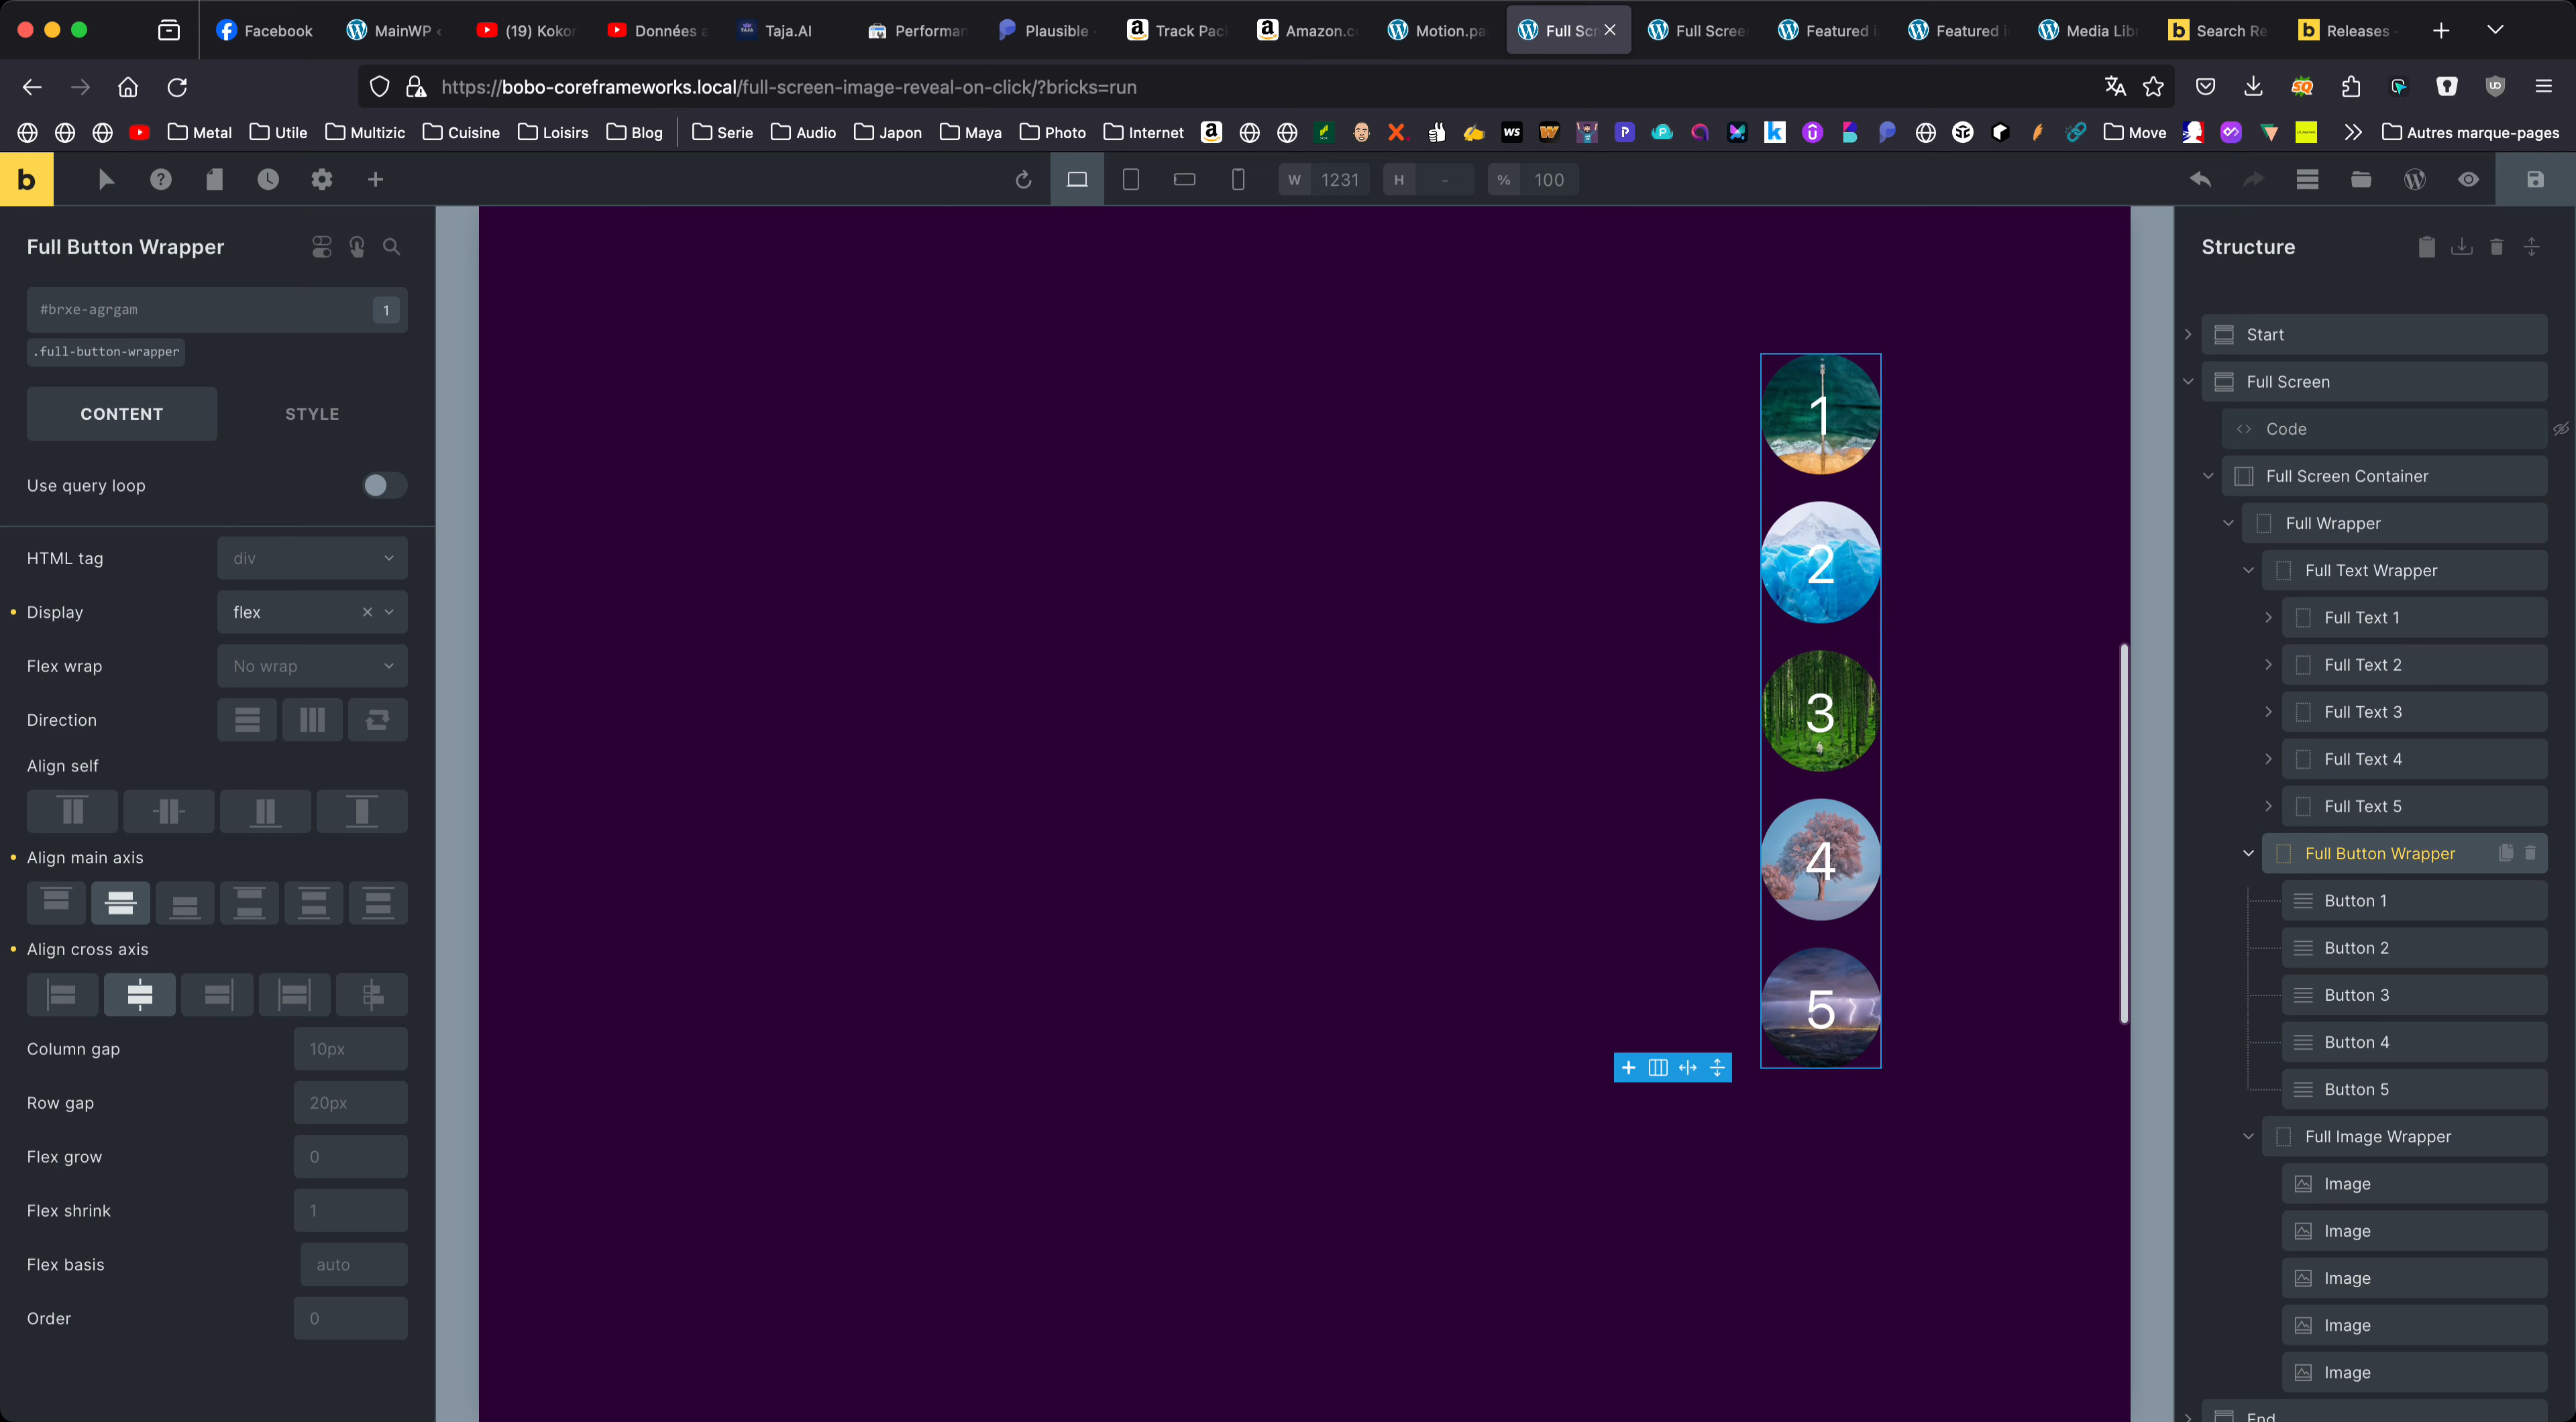 Facebook
MainWP
(19) Koko
Données a
Taja.AI
Performan
Plausible
Track Pac
Amazon.c
Motion.pa
Full Scr
Full Scree
Featured i
Featured i
Media Lib
Search Re
Releases
https://bobo-coreframeworks.local/full-screen-image-reveal-on-click/?bricks=run
Metal
Utile
Multizic
Cuisine
Loisirs
Blog
Serie
Audio
Japon
Maya
Photo
Internet
Move
Autres marque-pages
b
W 1231
H -
% 100
Full Button Wrapper
#brxe-agrgam
1
.full-button-wrapper
CONTENT
STYLE
Use query loop
HTML tag
div
Display
flex
Flex wrap
No wrap
Direction
Align self
Align main axis
Align cross axis
Column gap
10px
Row gap
20px
Flex grow
0
Flex shrink
1
Flex basis
auto
Order
0
1
2
3
4
5
Structure
Start
Full Screen
Code
Full Screen Container
Full Wrapper
Full Text Wrapper
Full Text 1
Full Text 2
Full Text 3
Full Text 4
Full Text 5
Full Button Wrapper
Button 1
Button 2
Button 3
Button 4
Button 5
Full Image Wrapper
Image
Image
Image
Image
Image
End